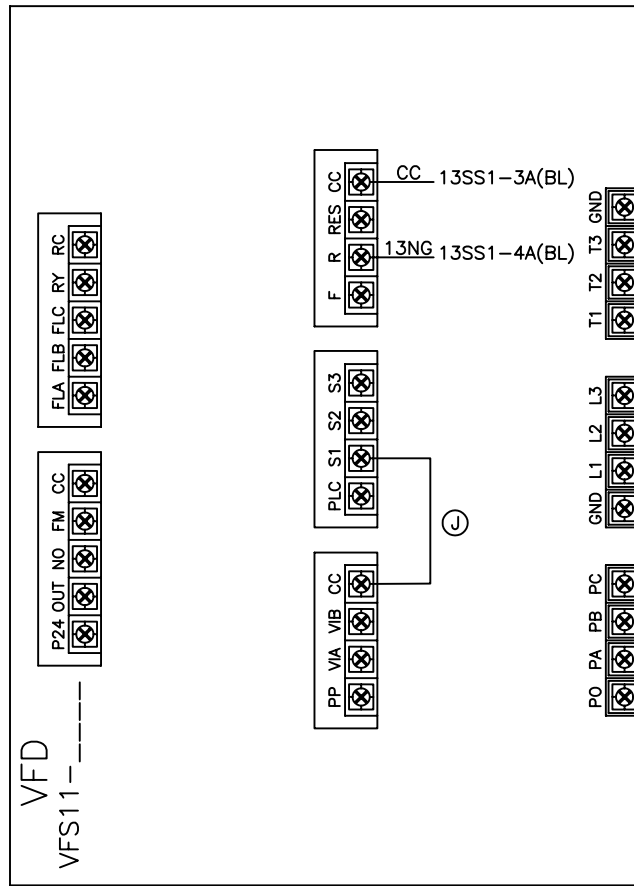 VFD
VFS11-_____
RC
RY
FLC
FLB
FLA
CC
FM
NO
OUT
P24
CC
RES
R
F
CC 13SS1-3A(BL)
13NG 13SS1-4A(BL)
S3
S2
S1
PLC
J
CC
VIB
VIA
PP
GND
T3
T2
T1
L3
L2
L1
GND
PC
PB
PA
PO